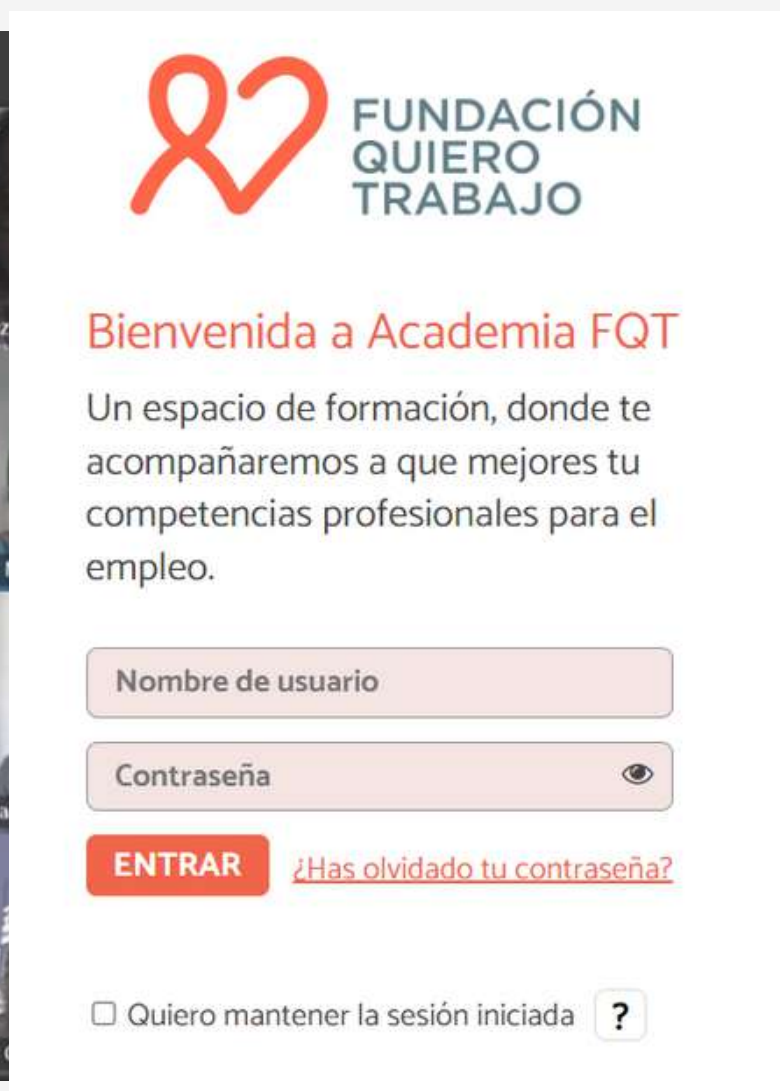 FUNDACIÓN
QUIERO
TRABAJO
Bienvenida a Academia FQT
Un espacio de formación, donde te
acompañaremos a que mejores tu
competencias profesionales para el
empleo.
Nombre de usuario
Contraseña
ENTRAR ¿Has olvidado tu contraseña?
Quiero mantener la sesión iniciada ?